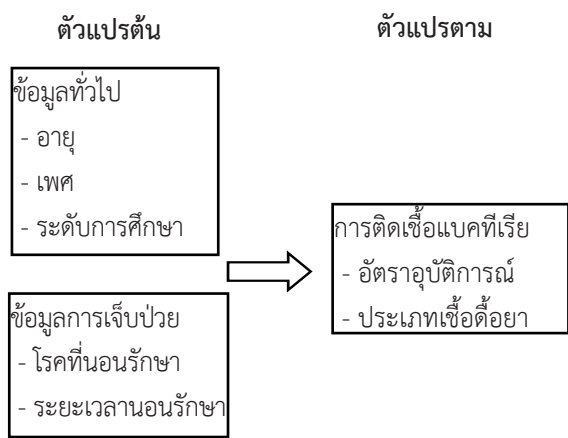 ตัวแปรต้น
ข้อมูลทั่วไป
- อายุ
- เพศ
- ระดับการศึกษา
ข้อมูลการเจ็บป่วย
- โรคที่นอนรักษา
- ระยะเวลานอนรักษา
ตัวแปรตาม
การติดเชื้อแบคทีเรีย
- อัตราอุบัติการณ์
- ประเภทเชื้อดื้อยา